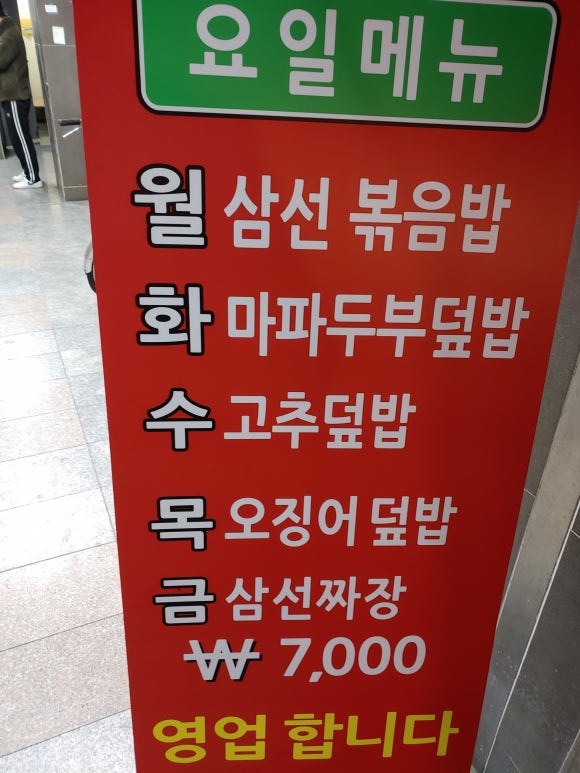 요일메뉴
월 삼선 볶음밥
화 마파두부덮밥
수 고추덮밥
목 오징어 덮밥
금 삼선짜장
₩ 7,000
영업 합니다